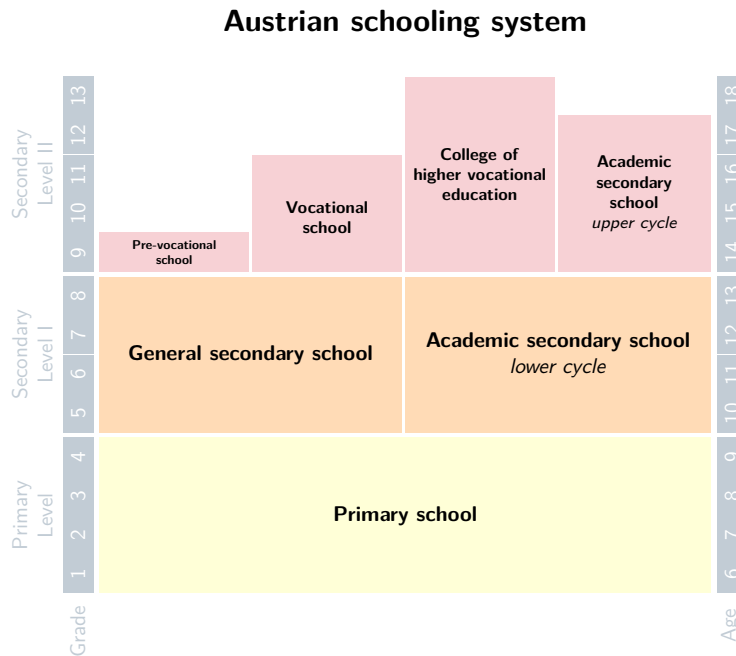 Austrian schooling system
Secondary
Level II
13
12
11
10
9
Pre-vocational
school
Vocational
school
College of
higher vocational
education
Academic
secondary
school
upper cycle
18
17
16
15
14
Secondary
Level I
8
7
6
5
General secondary school
Academic secondary school
lower cycle
13
12
11
10
Primary
Level
4
3
2
1
Primary school
9
8
7
6
Grade
Age